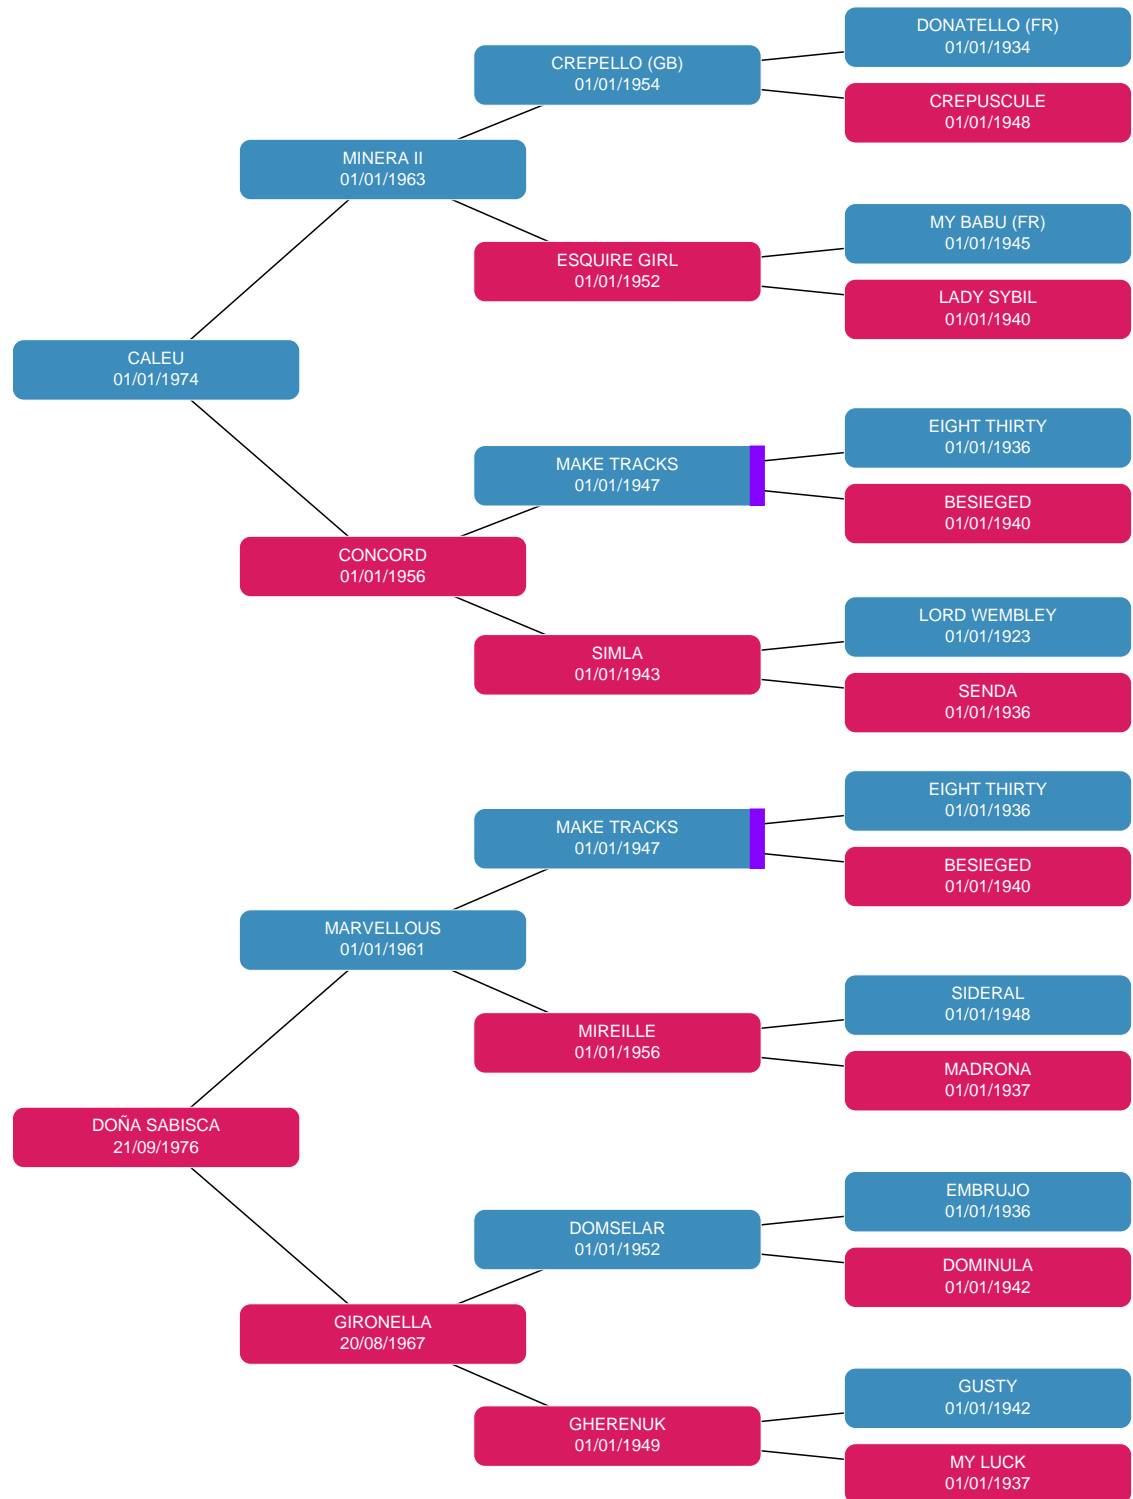 DONATELLO (FR)
01/01/1934
CREPELLO (GB)
01/01/1954
CREPUSCULE
01/01/1948
MINERA II
01/01/1963
MY BABU (FR)
01/01/1945
ESQUIRE GIRL
01/01/1952
LADY SYBIL
01/01/1940
CALEU
01/01/1974
EIGHT THIRTY
01/01/1936
MAKE TRACKS
01/01/1947
BESIEGED
01/01/1940
CONCORD
01/01/1956
LORD WEMBLEY
01/01/1923
SIMLA
01/01/1943
SENDA
01/01/1936
EIGHT THIRTY
01/01/1936
MAKE TRACKS
01/01/1947
BESIEGED
01/01/1940
MARVELLOUS
01/01/1961
SIDERAL
01/01/1948
MIREILLE
01/01/1956
MADRONA
01/01/1937
DOÑA SABISCA
21/09/1976
EMBRUJO
01/01/1936
DOMSELAR
01/01/1952
DOMINULA
01/01/1942
GIRONELLA
20/08/1967
GUSTY
01/01/1942
GHERENUK
01/01/1949
MY LUCK
01/01/1937